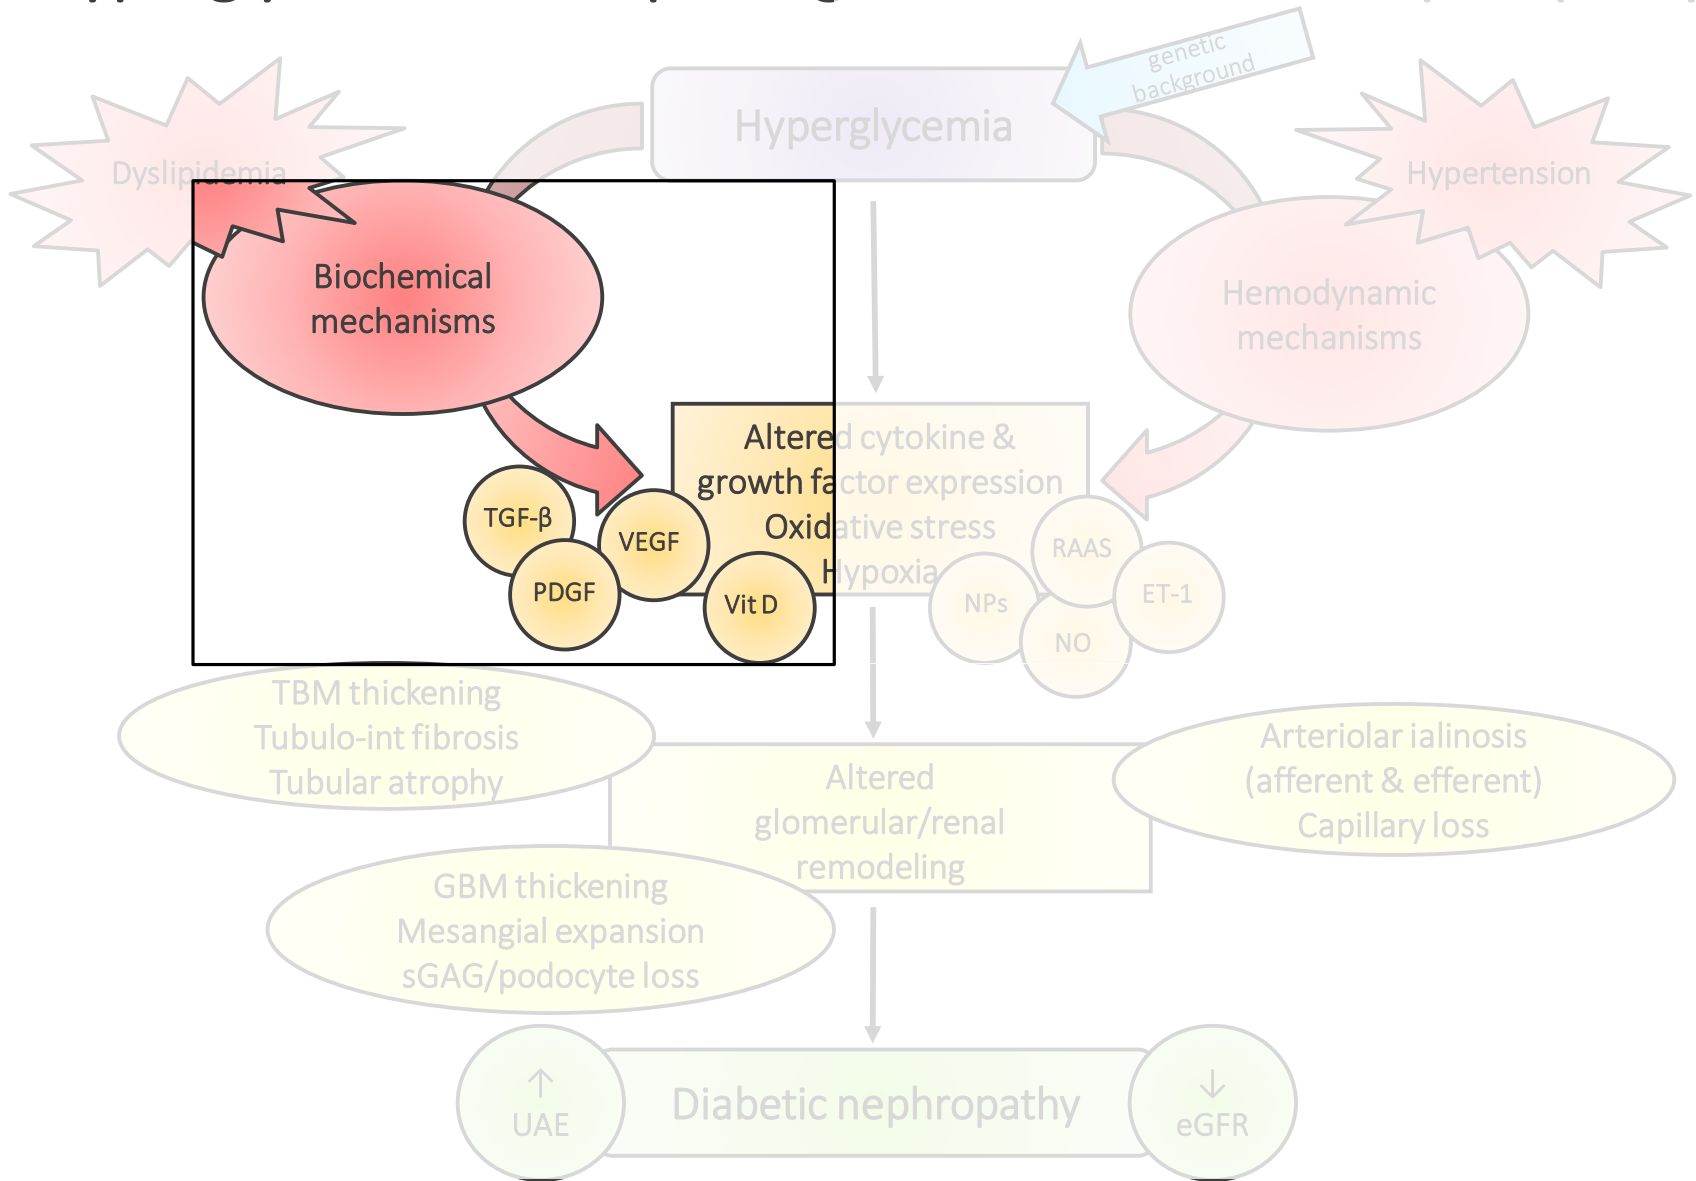 genetic
background
Hyperglycemia
Dyslipidemia
Hypertension
Biochemical
mechanisms
Hemodynamic
mechanisms
Altered cytokine &
growth factor expression
Oxidative stress
Hypoxia
TGF-β
VEGF
PDGF
Vit D
RAAS
NPs
ET-1
NO
TBM thickening
Tubulo-int fibrosis
Tubular atrophy
Altered
glomerular/renal
remodeling
Arteriolar ialinosis
(afferent & efferent)
Capillary loss
GBM thickening
Mesangial expansion
sGAG/podocyte loss
↑
UAE
Diabetic nephropathy
↓
eGFR